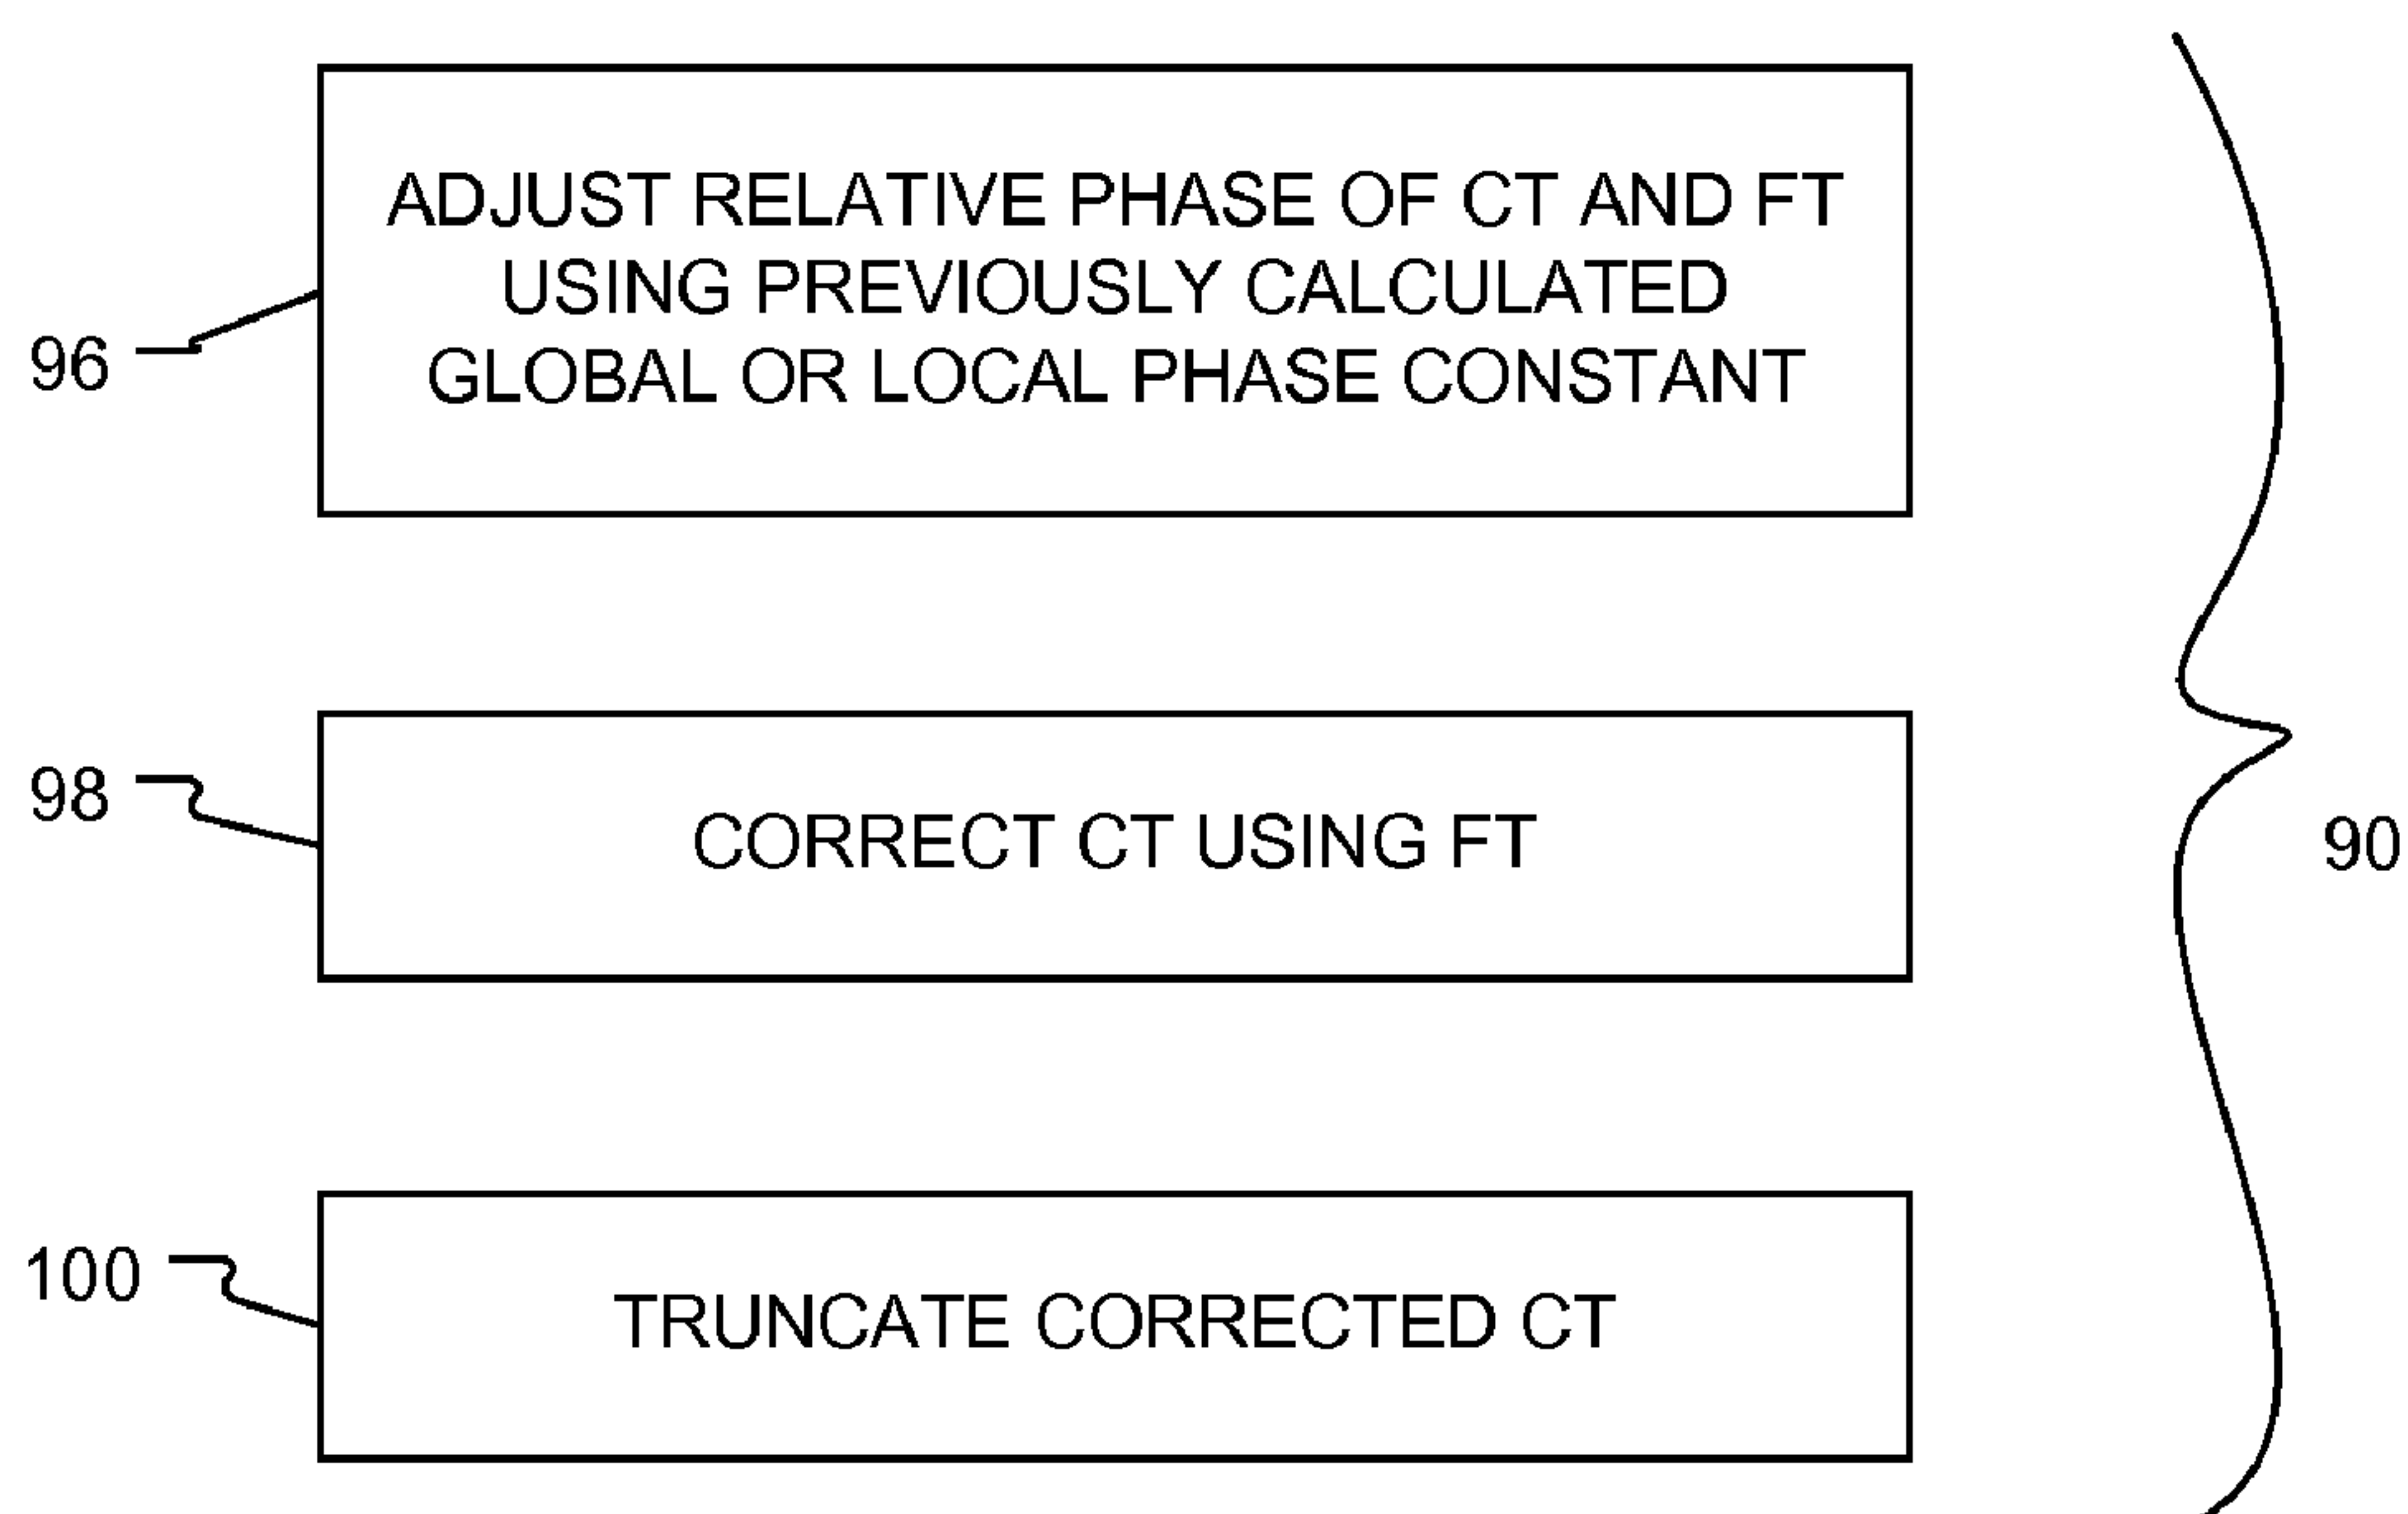 ADJUST RELATIVE PHASE OF CT AND FT
USING PREVIOUSLY CALCULATED
GLOBAL OR LOCAL PHASE CONSTANT
96
98
CORRECT CT USING FT
90
100
TRUNCATE CORRECTED CT